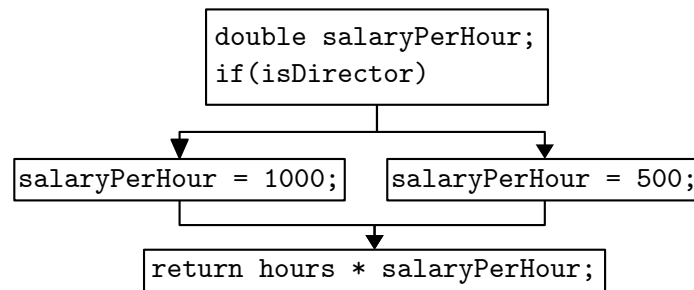 double salaryPerHour;
if(isDirector)
salaryPerHour = 1000;
salaryPerHour = 500;
return hours * salaryPerHour;